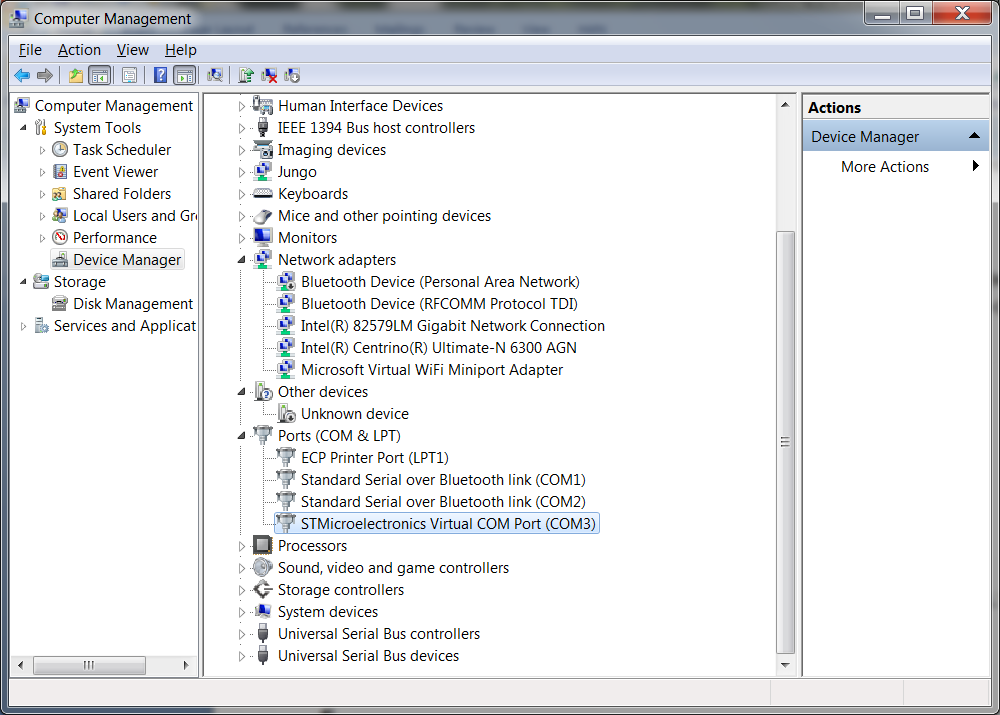 Computer Management
File Action View Help
Computer Management
System Tools
Task Scheduler
Event Viewer
Shared Folders
Local Users and Gr
Performance
Device Manager
Storage
Disk Management
Services and Applicat
Human Interface Devices
IEEE 1394 Bus host controllers
Imaging devices
Jungo
Keyboards
Mice and other pointing devices
Monitors
Network adapters
Bluetooth Device (Personal Area Network)
Bluetooth Device (RFCOMM Protocol TDI)
Intel(R) 82579LM Gigabit Network Connection
Intel(R) Centrino(R) Ultimate-N 6300 AGN
Microsoft Virtual WiFi Miniport Adapter
Other devices
Unknown device
Ports (COM & LPT)
ECP Printer Port (LPT1)
Standard Serial over Bluetooth link (COM1)
Standard Serial over Bluetooth link (COM2)
STMicroelectronics Virtual COM Port (COM3)
Processors
Sound, video and game controllers
Storage controllers
System devices
Universal Serial Bus controllers
Universal Serial Bus devices
Actions
Device Manager
More Actions